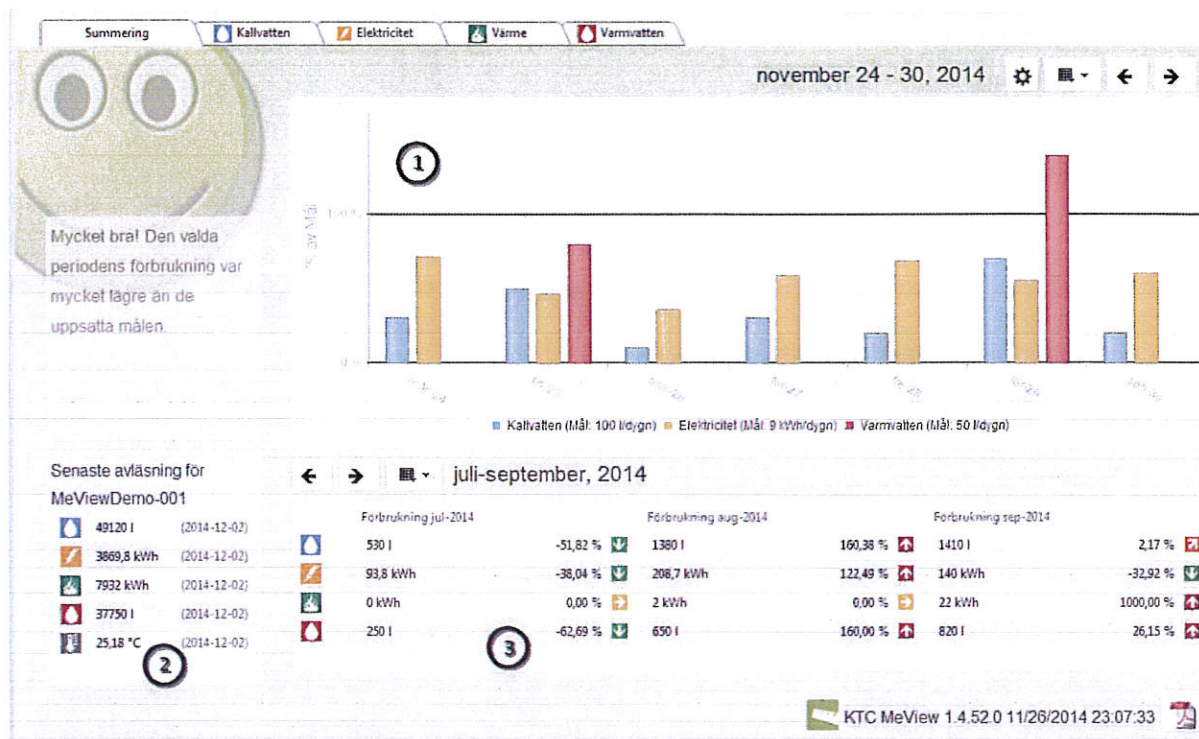 Summering
Kallvatten
Elektricitet
Värme
Varmvatten
november 24 - 30, 2014
1
Mycket bra! Den valda
periodens förbrukning var
mycket lägre än de
uppsatta målen.
av Mål
Kallvatten (Mål: 100 l/dygn) Elektricitet (Mål: 9 kWh/dygn) Varmvatten (Mål: 50 l/dygn)
Senaste avläsning för
MeViewDemo-001
49120 l (2014-12-02)
3869,8 kWh (2014-12-02)
7932 kWh (2014-12-02)
37750 l (2014-12-02)
25,18 °C (2014-12-02)
2
juli-september, 2014
Förbrukning jul-2014 Förbrukning aug-2014 Förbrukning sep-2014
530 l -51,82 % 1380 l 160,38 % 1410 l 2,17 %
93,8 kWh -38,04 % 208,7 kWh 122,49 % 140 kWh -32,92 %
0 kWh 0,00 % 2 kWh 0,00 % 22 kWh 1000,00 %
250 l -62,69 % 650 l 160,00 % 820 l 26,15 %
3
KTC MeView 1.4.52.0 11/26/2014 23:07:33